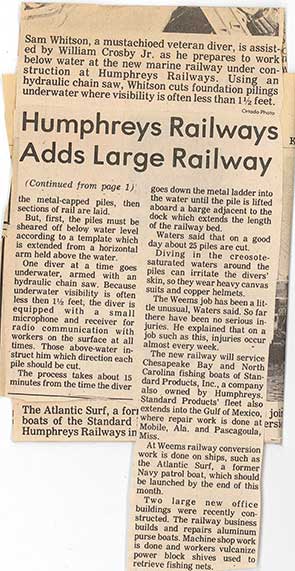 Sam Whitson, a mustachioed veteran diver, is assist-
ed by William Crosby Jr. as he prepares to work
below water at the new marine railway under con-
struction at Humphreys Railways. Using an
hydraulic chain saw, Whitson cuts foundation pilings
underwater where visibility is often less than 1½ feet.
Cirrado Photo
Humphreys Railways
Adds Large Railway
(Continued from page 1)
the metal-capped piles, then
sections of rail are laid.
But, first, the piles must be
sheared off below water level
according to a template which
is extended from a horizontal
arm held above the water.
One diver at a time goes
underwater, armed with an
hydraulic chain saw. Because
underwater visibility is often
less then 1½ feet, the diver is
equipped with a small
microphone and receiver for
radio communication with
workers on the surface at all
times. Those above-water in-
struct him which direction each
pile should be cut.
The process takes about 15
minutes from the time the diver
goes down the metal ladder into
the water until the pile is lifted
aboard a barge adjacent to the
dock which extends the length
of the railway bed.
Waters said that on a good
day about 25 piles are cut.
Diving in the creosote-
saturated waters around the
piles can irritate the divers'
skin, so they wear heavy canvas
suits and copper helmets.
The Weems job has been a lit-
tle unusual, Waters said. So far
there have been no serious in-
juries. He explained that on a
job such as this, injuries occur
almost every week.
The new railway will service
Chesapeake Bay and North
Carolina fishing boats of Stan-
dard Products, Inc., a company
also owned by Humphreys.
Standard Products' fleet also
extends into the Gulf of Mexico,
where repair work is done at
Mobile, Ala. and Pascagoula,
Miss.
At Weems railway conversion
work is done on ships, such as
the Atlantic Surf, a former
Navy patrol boat, which should
be launched by the end of this
month.
Two large new office
buildings were recently con-
structed. The railway business
builds and repairs aluminum
purse boats. Machine shop work
is done and workers vulcanize
power block shives used to
retrieve fishing nets.
The Atlantic Surf, a for
boats of the Standard
Humphreys Railways in
joi